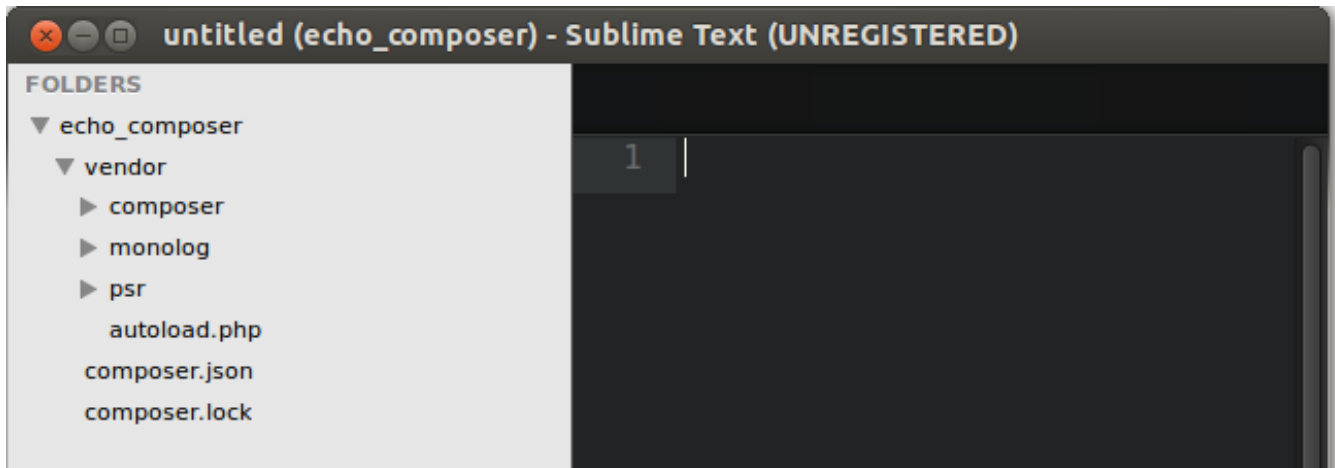 untitled (echo_composer) - Sublime Text (UNREGISTERED)
FOLDERS
echo_composer
vendor
composer
monolog
psr
autoload.php
composer.json
composer.lock
1